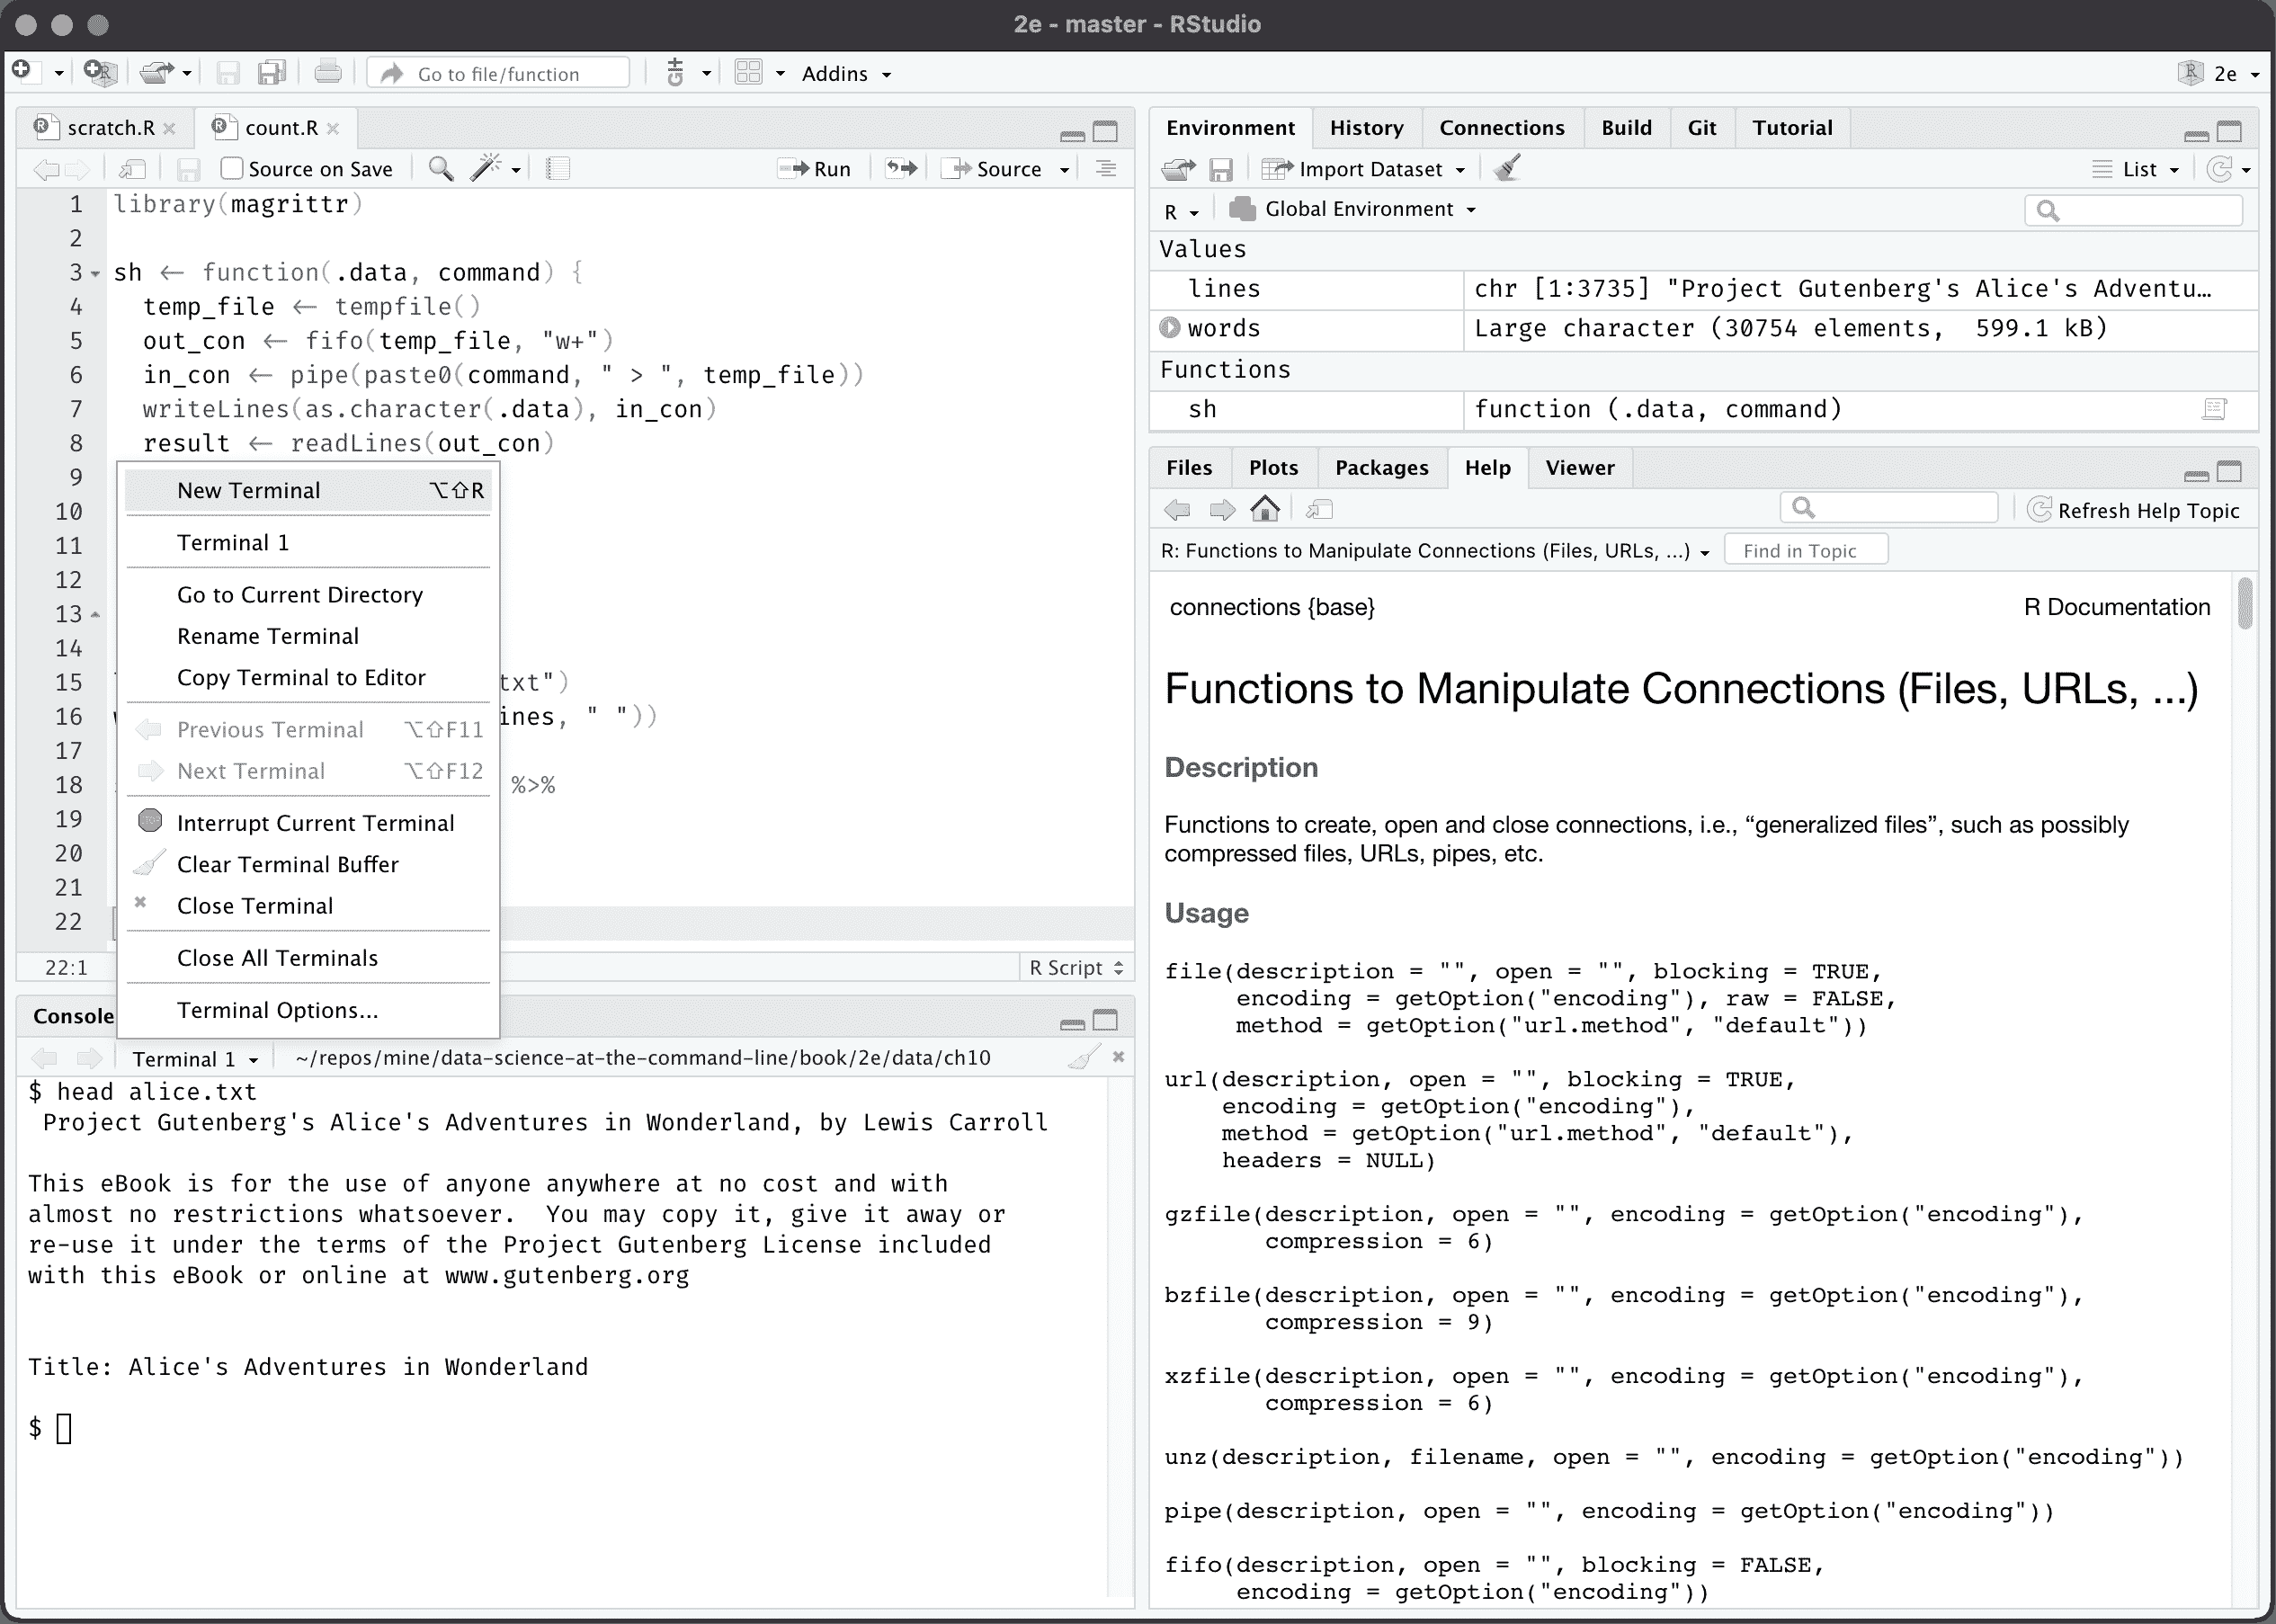 2e - master - RStudio
Go to file/function
Addins
2e
scratch.R
count.R
Source on Save
Run
Source
1 library(magrittr)
2
3 sh <- function(.data, command) {
4 temp_file <- tempfile()
5 out_con <- fifo(temp_file, "w+")
6 in_con <- pipe(paste0(command, " > ", temp_file))
7 writeLines(as.character(.data), in_con)
8 result <- readLines(out_con)
9
10
11
12
13
14
15 txt")
16 ines, " "))
17
18 %>%
19
20
21
22
22:1
R Script
New Terminal ⌥⇧R
Terminal 1
Go to Current Directory
Rename Terminal
Copy Terminal to Editor
Previous Terminal ⌥⇧F11
Next Terminal ⌥⇧F12
Interrupt Current Terminal
Clear Terminal Buffer
Close Terminal
Close All Terminals
Terminal Options...
Console
Terminal 1
~/repos/mine/data-science-at-the-command-line/book/2e/data/ch10
$ head alice.txt
Project Gutenberg's Alice's Adventures in Wonderland, by Lewis Carroll
This eBook is for the use of anyone anywhere at no cost and with
almost no restrictions whatsoever.  You may copy it, give it away or
re-use it under the terms of the Project Gutenberg License included
with this eBook or online at www.gutenberg.org
Title: Alice's Adventures in Wonderland
$
Environment History Connections Build Git Tutorial
Import Dataset
List
R
Global Environment
Values
lines chr [1:3735] "Project Gutenberg's Alice's Adventu…
words Large character (30754 elements,  599.1 kB)
Functions
sh function (.data, command)
Files Plots Packages Help Viewer
Refresh Help Topic
R: Functions to Manipulate Connections (Files, URLs, ...)
Find in Topic
connections {base}
R Documentation
Functions to Manipulate Connections (Files, URLs, ...)
Description
Functions to create, open and close connections, i.e., “generalized files”, such as possibly
compressed files, URLs, pipes, etc.
Usage
file(description = "", open = "", blocking = TRUE,
encoding = getOption("encoding"), raw = FALSE,
method = getOption("url.method", "default"))
url(description, open = "", blocking = TRUE,
encoding = getOption("encoding"),
method = getOption("url.method", "default"),
headers = NULL)
gzfile(description, open = "", encoding = getOption("encoding"),
compression = 6)
bzfile(description, open = "", encoding = getOption("encoding"),
compression = 9)
xzfile(description, open = "", encoding = getOption("encoding"),
compression = 6)
unz(description, filename, open = "", encoding = getOption("encoding"))
pipe(description, open = "", encoding = getOption("encoding"))
fifo(description, open = "", blocking = FALSE,
encoding = getOption("encoding"))